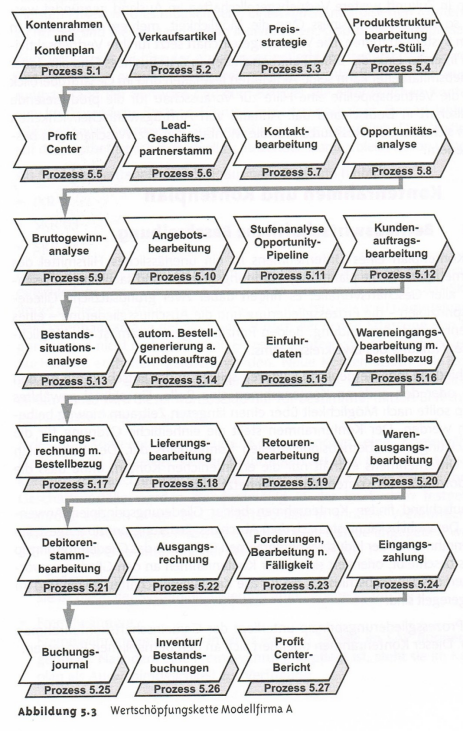 Kontenrahmen
und
Kontenplan
Prozess 5.1
Verkaufsartikel
Prozess 5.2
Preis-
strategie
Prozess 5.3
Produktstruktur-
bearbeitung
Vertr.-Stüli.
Prozess 5.4
Profit
Center
Prozess 5.5
Lead-
Geschäfts-
partnerstamm
Prozess 5.6
Kontakt-
bearbeitung
Prozess 5.7
Opportunitäts-
analyse
Prozess 5.8
Bruttogewinn-
analyse
Prozess 5.9
Angebots-
bearbeitung
Prozess 5.10
Stufenanalyse
Opportunity-
Pipeline
Prozess 5.11
Kunden-
auftrags-
bearbeitung
Prozess 5.12
Bestands-
situations-
analyse
Prozess 5.13
autom. Bestell-
generierung a.
Kundenauftrag
Prozess 5.14
Einfuhr-
daten
Prozess 5.15
Wareneingangs-
bearbeitung m.
Bestellbezug
Prozess 5.16
Eingangs-
rechnung m.
Bestellbezug
Prozess 5.17
Lieferungs-
bearbeitung
Prozess 5.18
Retouren-
bearbeitung
Prozess 5.19
Waren-
ausgangs-
bearbeitung
Prozess 5.20
Debitoren-
stamm-
bearbeitung
Prozess 5.21
Ausgangs-
rechnung
Prozess 5.22
Forderungen,
Bearbeitung n.
Fälligkeit
Prozess 5.23
Eingangs-
zahlung
Prozess 5.24
Buchungs-
journal
Prozess 5.25
Inventur/
Bestands-
buchungen
Prozess 5.26
Profit
Center-
Bericht
Prozess 5.27
Abbildung 5.3 Wertschöpfungskette Modellfirma A